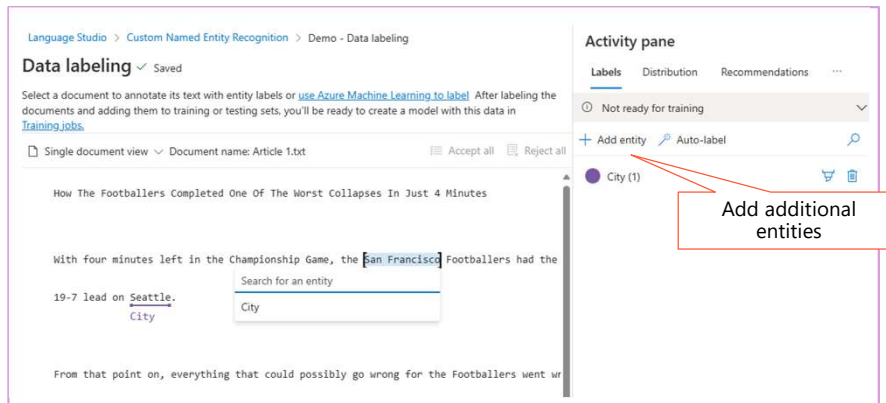 Language Studio > Custom Named Entity Recognition > Demo - Data labeling
Data labeling ✓ Saved
Select a document to annotate its text with entity labels or use Azure Machine Learning to label After labeling the
documents and adding them to training or testing sets, you'll be ready to create a model with this data in
Training jobs.
Single document view Document name: Article 1.txt Accept all Reject all
How The Footballers Completed One Of The Worst Collapses In Just 4 Minutes
With four minutes left in the Championship Game, the San Francisco Footballers had the
Search for an entity
19-7 lead on Seattle.
City
City
From that point on, everything that could possibly go wrong for the Footballers went wr
Activity pane
Labels Distribution Recommendations ...
Not ready for training
+ Add entity Auto-label
City (1)
Add additional
entities